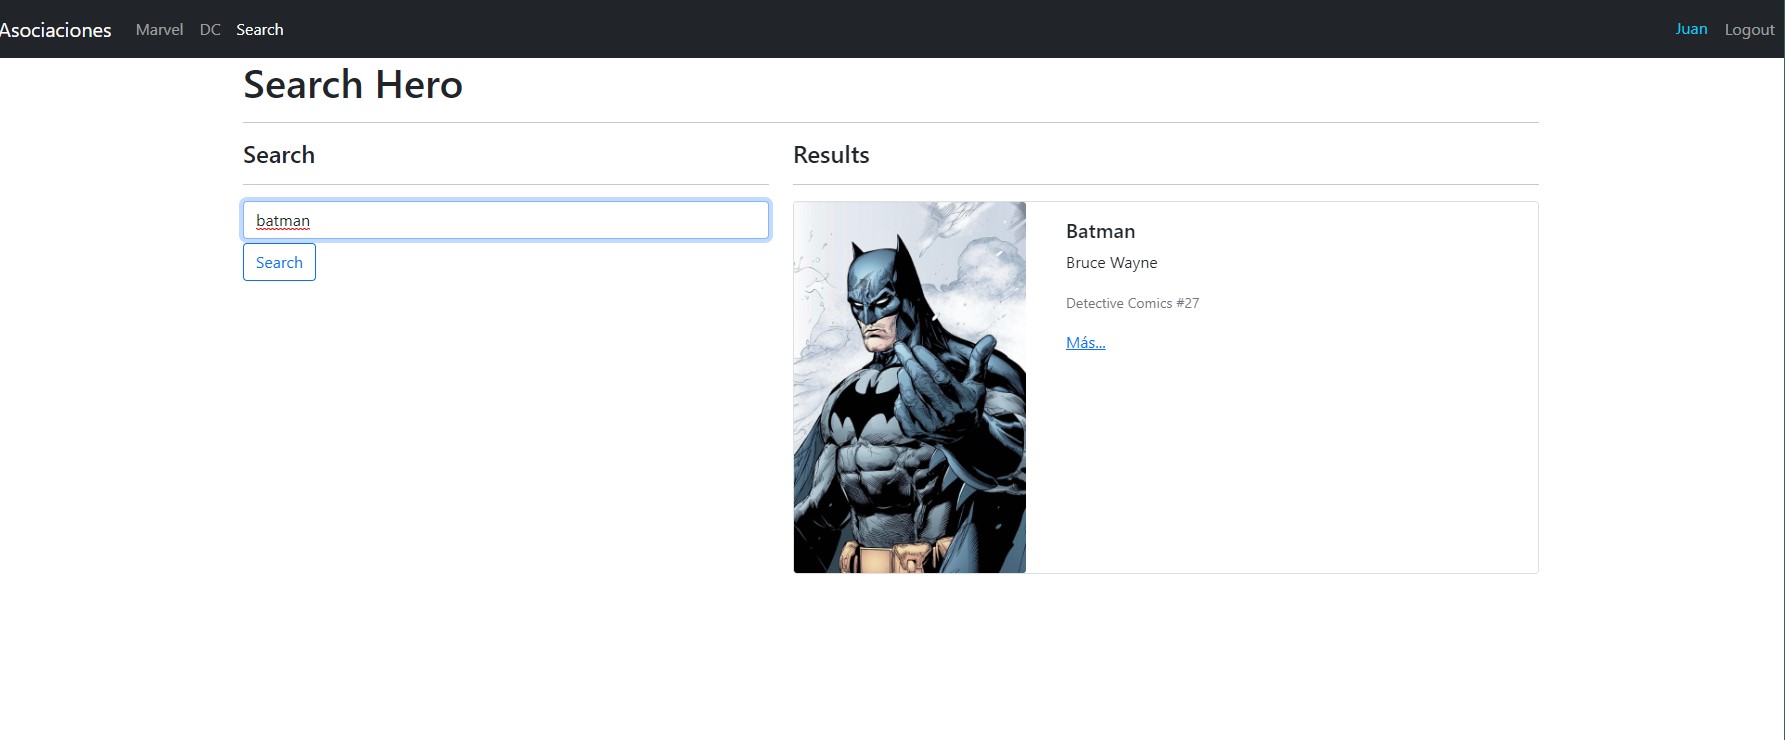 Asociaciones Marvel DC Search Juan Logout
Search Hero
Search
batman
Search
Results
Batman
Bruce Wayne
Detective Comics #27
Más...